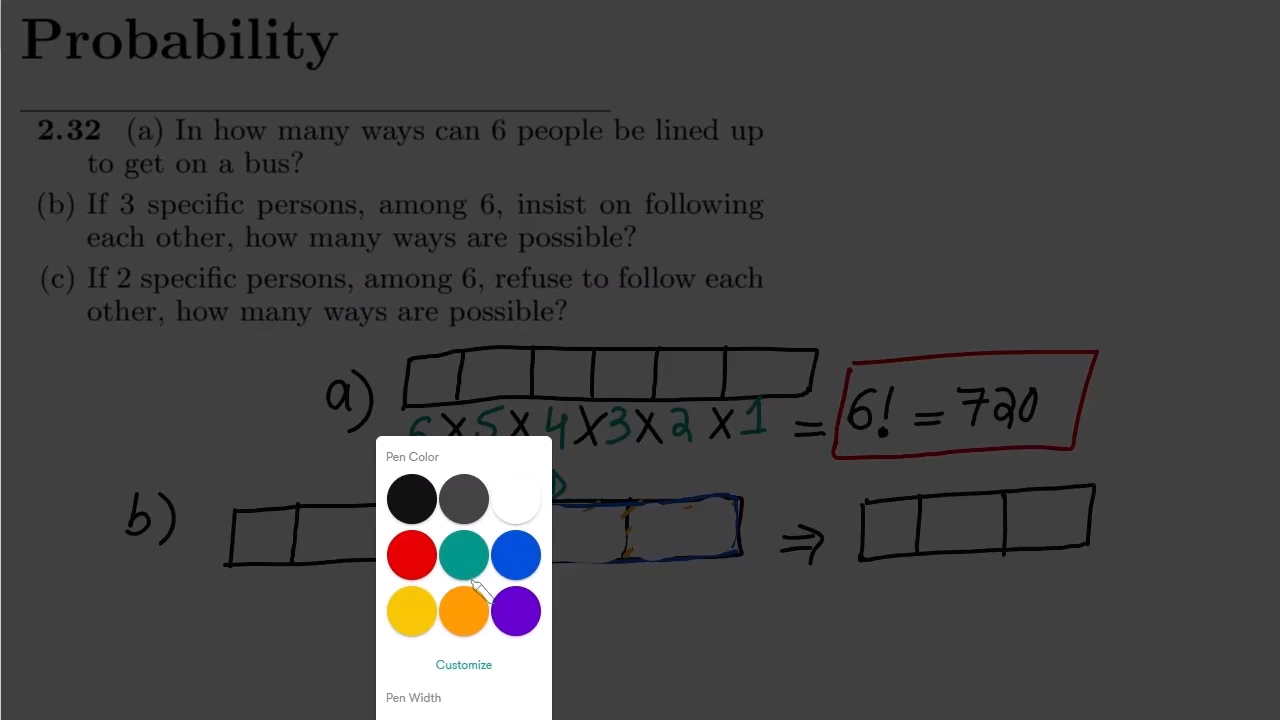 Probability
2.32 (a) In how many ways can 6 people be lined up
to get on a bus?
(b) If 3 specific persons, among 6, insist on following
each other, how many ways are possible?
(c) If 2 specific persons, among 6, refuse to follow each
other, how many ways are possible?
a)
6 X 5 X 4 X 3 X 2 X 1 = 6! = 720
Pen Color
b) ⇒
Customize
Pen Width